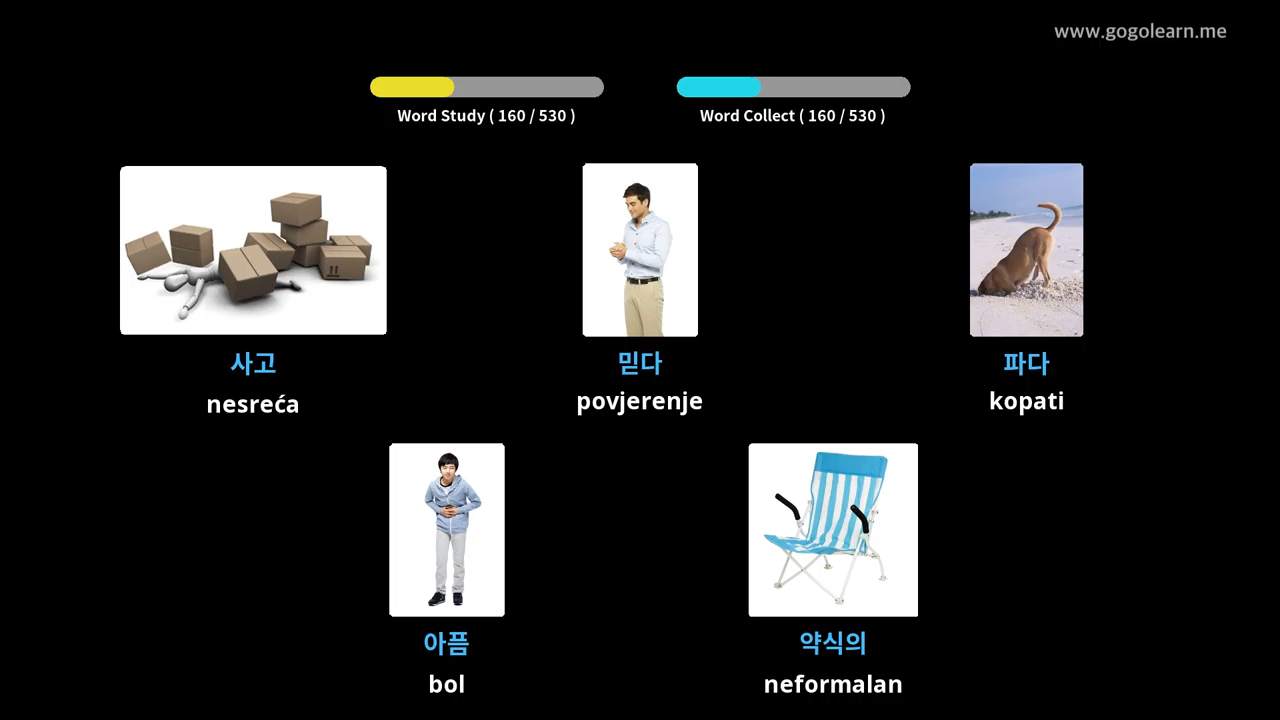 www.gogolearn.me
Word Study ( 160 / 530 )
Word Collect ( 160 / 530 )
사고
nesreća
믿다
povjerenje
파다
kopati
아픔
bol
약식의
neformalan